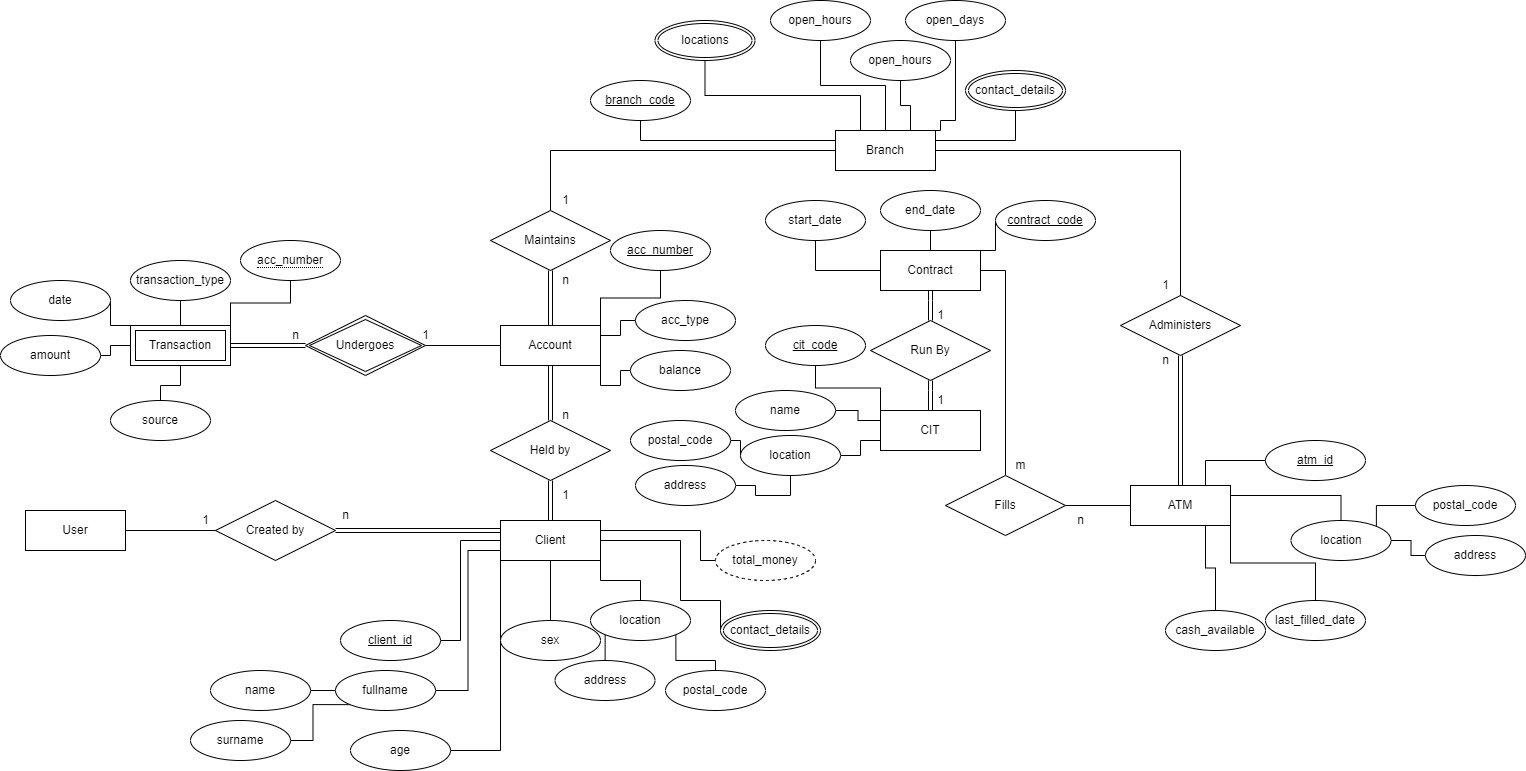 open_hours
open_days
locations
open_hours
contact_details
branch_code
Branch
1
Maintains
n
start_date
end_date
contract_code
Contract
1
Run By
1
cit_code
name
CIT
postal_code
location
address
1
Administers
n
acc_number
transaction_type
date
Transaction
amount
source
n
Undergoes
1
acc_number
acc_type
Account
balance
n
Held by
1
m
Fills
n
atm_id
ATM
postal_code
location
address
cash_available
last_filled_date
User
1
Created by
n
Client
total_money
contact_details
location
sex
client_id
address
postal_code
name
fullname
surname
age